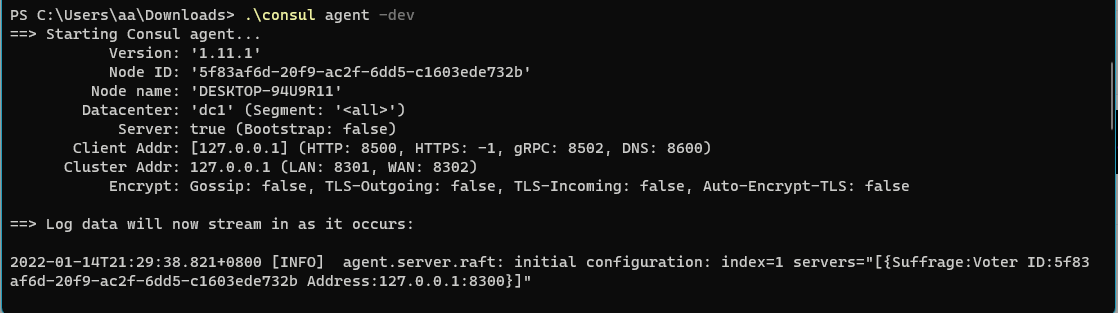 PS C:\Users\aa\Downloads> .\consul agent -dev
==> Starting Consul agent...
           Version: '1.11.1'
           Node ID: '5f83af6d-20f9-ac2f-6dd5-c1603ede732b'
         Node name: 'DESKTOP-94U9R11'
        Datacenter: 'dc1' (Segment: '<all>')
            Server: true (Bootstrap: false)
       Client Addr: [127.0.0.1] (HTTP: 8500, HTTPS: -1, gRPC: 8502, DNS: 8600)
      Cluster Addr: 127.0.0.1 (LAN: 8301, WAN: 8302)
           Encrypt: Gossip: false, TLS-Outgoing: false, TLS-Incoming: false, Auto-Encrypt-TLS: false
==> Log data will now stream in as it occurs:
2022-01-14T21:29:38.821+0800 [INFO]  agent.server.raft: initial configuration: index=1 servers="[{Suffrage:Voter ID:5f83
af6d-20f9-ac2f-6dd5-c1603ede732b Address:127.0.0.1:8300}]"